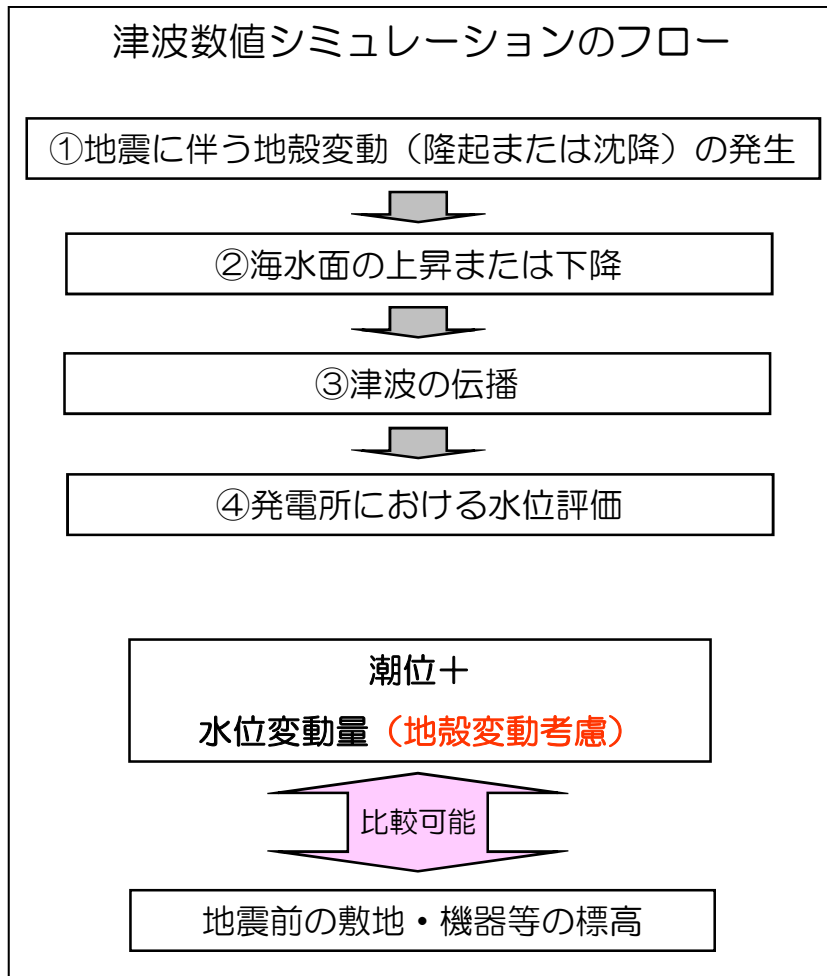 津波数値シミュレーションのフロー
①地震に伴う地殻変動（隆起または沈降）の発生
②海水面の上昇または下降
③津波の伝播
④発電所における水位評価
潮位＋
水位変動量（地殻変動考慮）
比較可能
地震前の敷地・機器等の標高